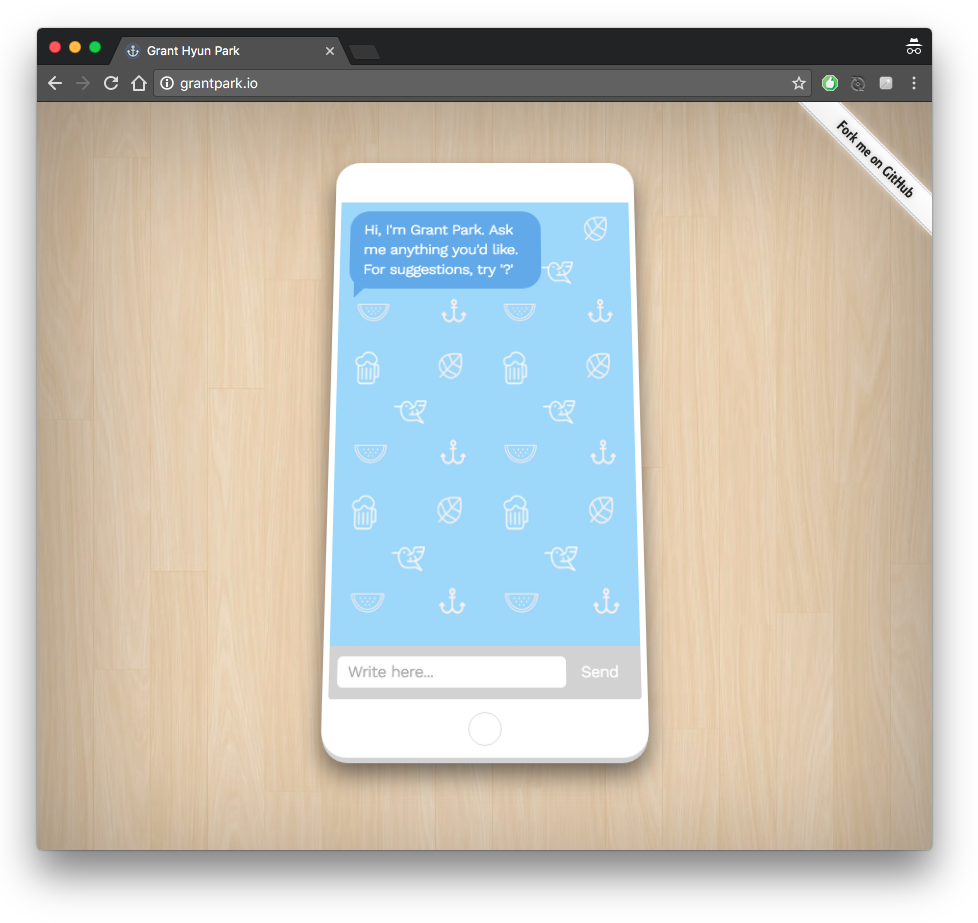 Grant Hyun Park
grantpark.io
Fork me on GitHub
Hi, I'm Grant Park. Ask
me anything you'd like.
For suggestions, try '?'
Write here...
Send